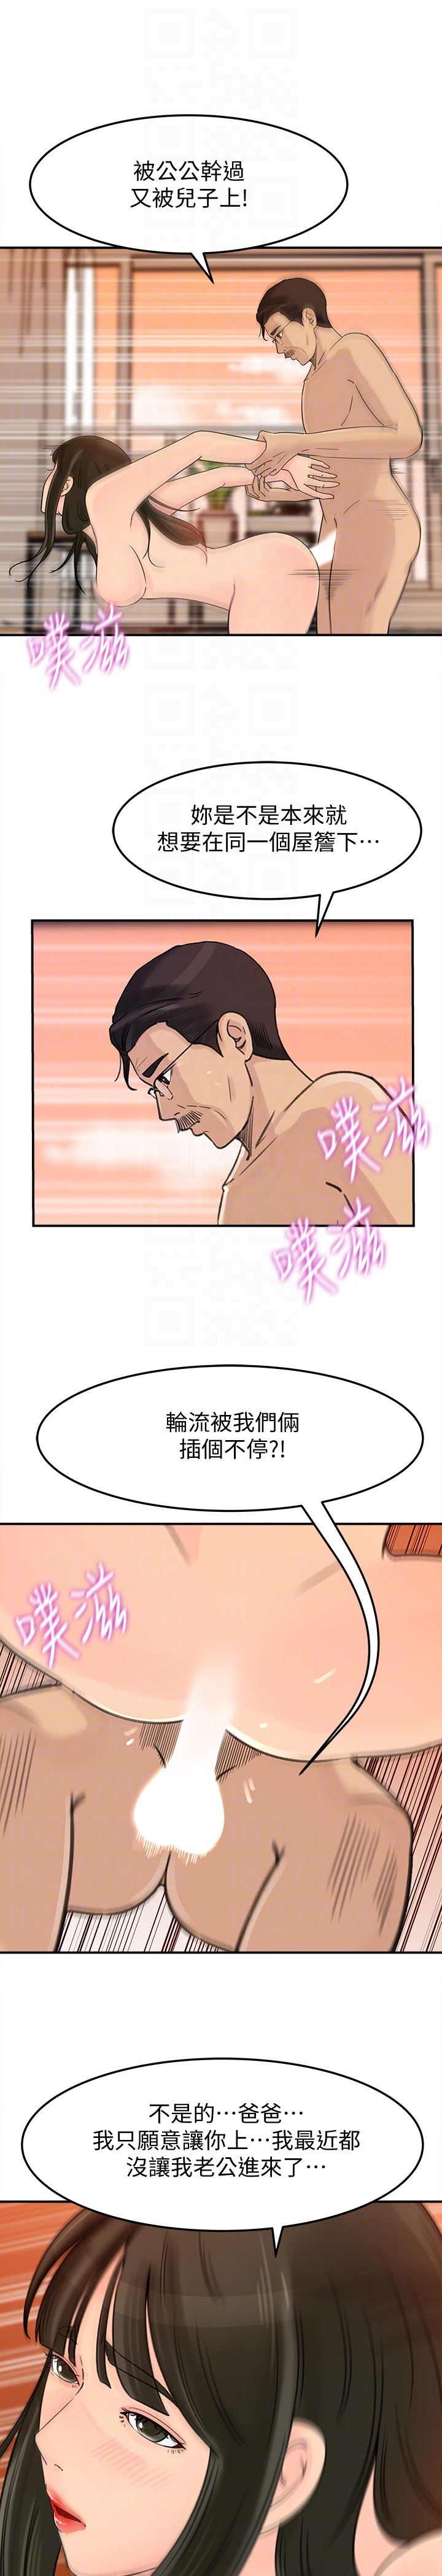 被公公幹過
又被兒子上!
噗滋
妳是不是本來就
想要在同一個屋簷下…
噗滋
噗滋
輪流被我們倆
插個不停?!
噗滋
不是的…爸爸…
我只願意讓你上…我最近都
沒讓我老公進來了…